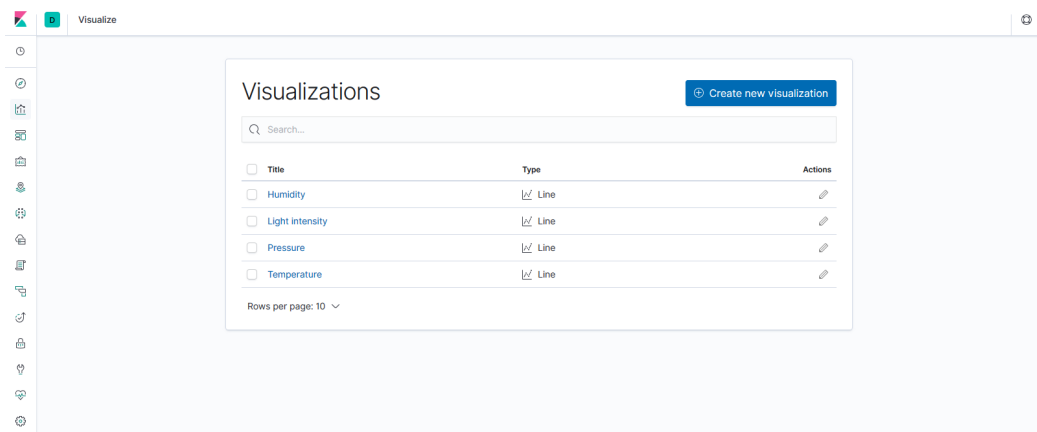 D Visualize
Visualizations
Create new visualization
Search...
Title Type Actions
Humidity Line
Light intensity Line
Pressure Line
Temperature Line
Rows per page: 10